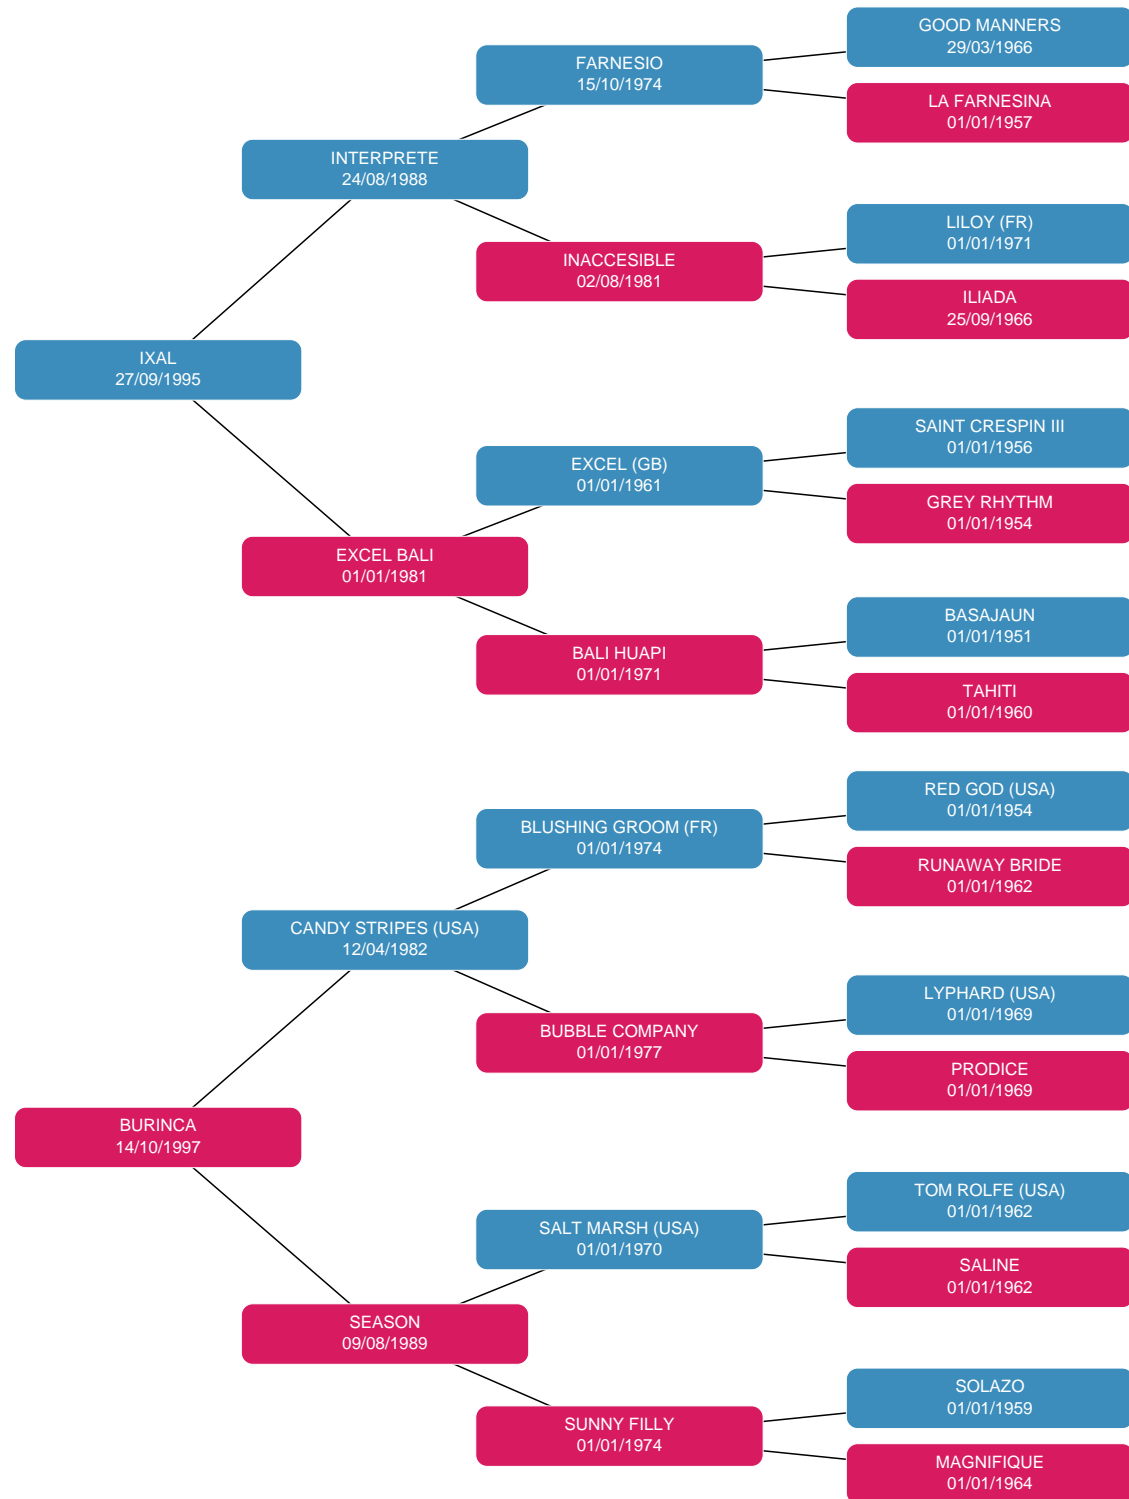 GOOD MANNERS
29/03/1966
FARNESIO
15/10/1974
LA FARNESINA
01/01/1957
INTERPRETE
24/08/1988
LILOY (FR)
01/01/1971
INACCESIBLE
02/08/1981
ILIADA
25/09/1966
IXAL
27/09/1995
SAINT CRESPIN III
01/01/1956
EXCEL (GB)
01/01/1961
GREY RHYTHM
01/01/1954
EXCEL BALI
01/01/1981
BASAJAUN
01/01/1951
BALI HUAPI
01/01/1971
TAHITI
01/01/1960
RED GOD (USA)
01/01/1954
BLUSHING GROOM (FR)
01/01/1974
RUNAWAY BRIDE
01/01/1962
CANDY STRIPES (USA)
12/04/1982
LYPHARD (USA)
01/01/1969
BUBBLE COMPANY
01/01/1977
PRODICE
01/01/1969
BURINCA
14/10/1997
TOM ROLFE (USA)
01/01/1962
SALT MARSH (USA)
01/01/1970
SALINE
01/01/1962
SEASON
09/08/1989
SOLAZO
01/01/1959
SUNNY FILLY
01/01/1974
MAGNIFIQUE
01/01/1964